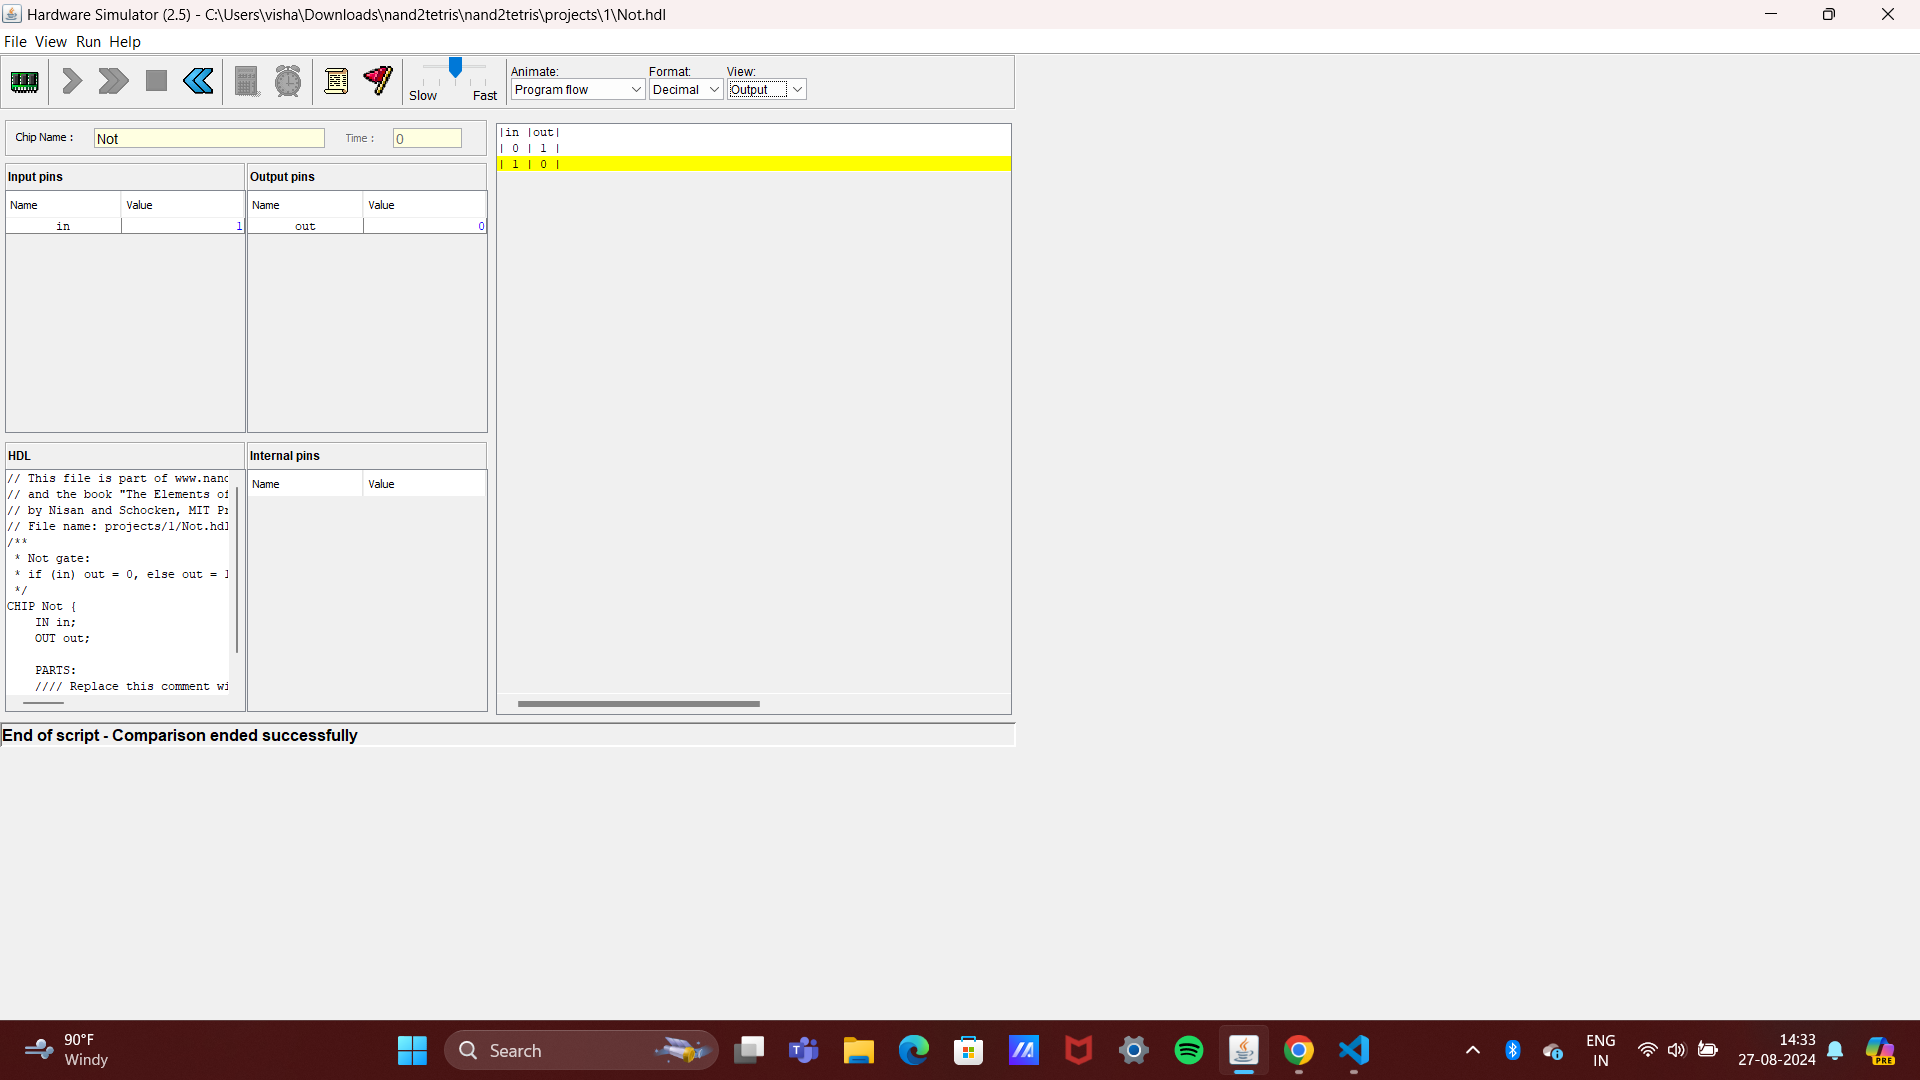 Hardware Simulator (2.5) - C:\Users\visha\Downloads\nand2tetris\nand2tetris\projects\1\Not.hdl
File View Run Help
Slow Fast
Animate: Format: View:
Program flow Decimal Output
Chip Name : Not Time : 0
Input pins
Name Value
in 1
Output pins
Name Value
out 0
HDL
// This file is part of www.nand
// and the book "The Elements of
// by Nisan and Schocken, MIT Pr
// File name: projects/1/Not.hdl
/**
* Not gate:
* if (in) out = 0, else out = 1
*/
CHIP Not {
IN in;
OUT out;
PARTS:
//// Replace this comment wi
Internal pins
Name Value
|in |out|
| 0 | 1 |
| 1 | 0 |
End of script - Comparison ended successfully
90°F
Windy
Search
ENG
IN
14:33
27-08-2024
PRE